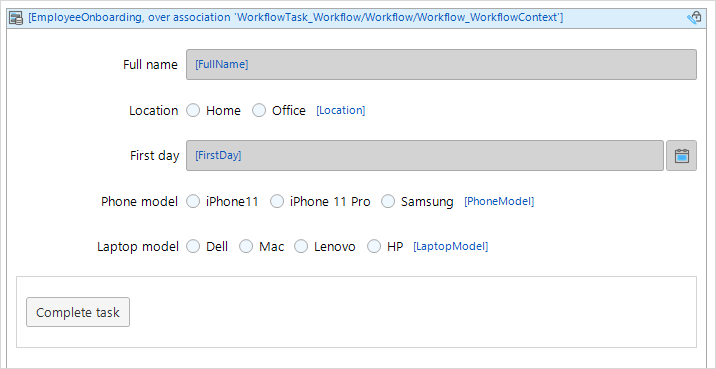 [EmployeeOnboarding, over association 'WorkflowTask_Workflow/Workflow/Workflow_WorkflowContext']
Full name [FullName]
Location Home Office [Location]
First day [FirstDay]
Phone model iPhone11 iPhone 11 Pro Samsung [PhoneModel]
Laptop model Dell Mac Lenovo HP [LaptopModel]
Complete task